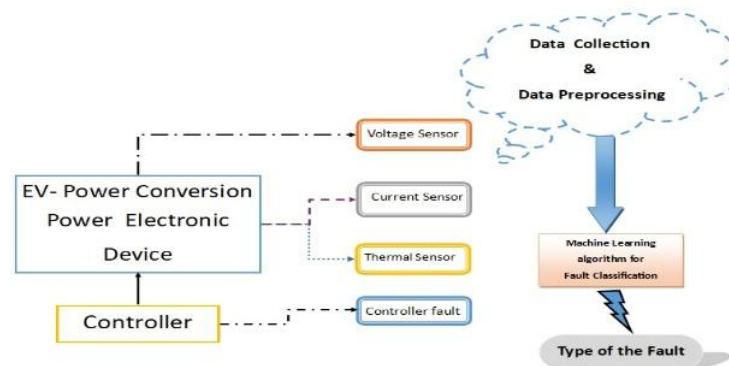 Data Collection
&
Data Preprocessing
Voltage Sensor
EV- Power Conversion
Power Electronic
Device
Current Sensor
Thermal Sensor
Controller
Controller fault
Machine Learning
algorithm for
Fault Classification
Type of the Fault